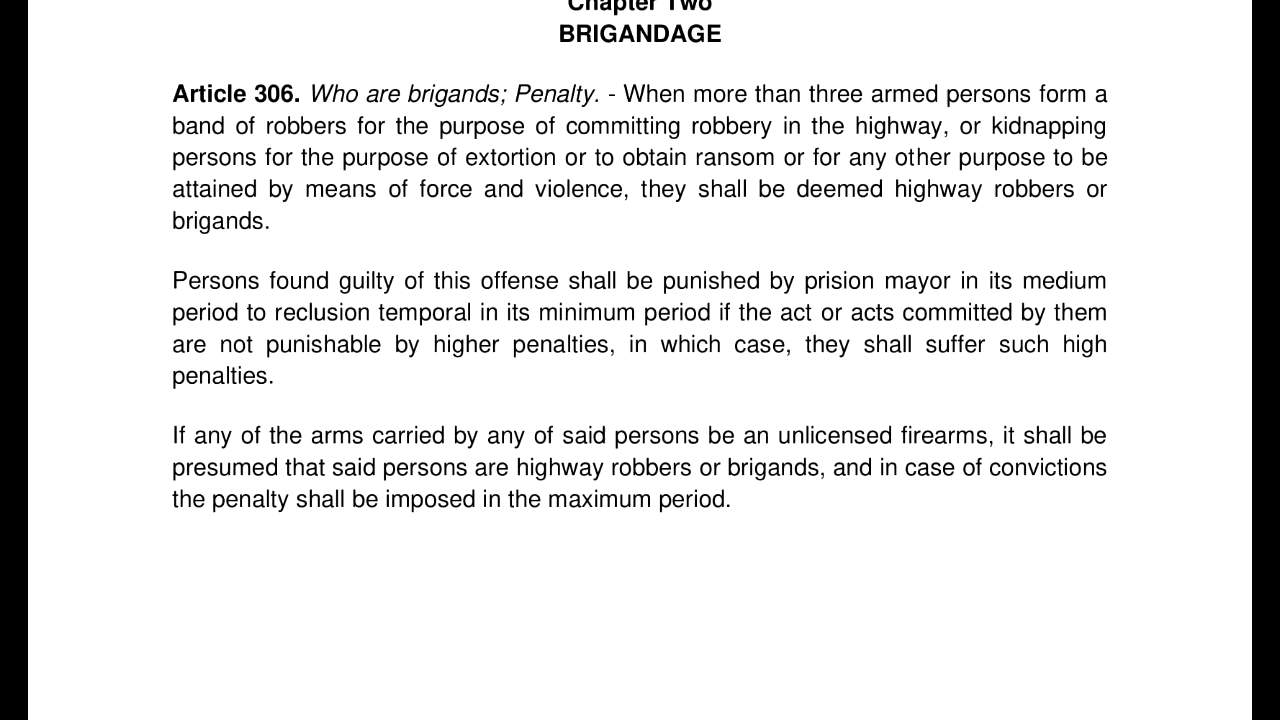 Chapter Two
BRIGANDAGE
Article 306. Who are brigands; Penalty. - When more than three armed persons form a
band of robbers for the purpose of committing robbery in the highway, or kidnapping
persons for the purpose of extortion or to obtain ransom or for any other purpose to be
attained by means of force and violence, they shall be deemed highway robbers or
brigands.
Persons found guilty of this offense shall be punished by prision mayor in its medium
period to reclusion temporal in its minimum period if the act or acts committed by them
are not punishable by higher penalties, in which case, they shall suffer such high
penalties.
If any of the arms carried by any of said persons be an unlicensed firearms, it shall be
presumed that said persons are highway robbers or brigands, and in case of convictions
the penalty shall be imposed in the maximum period.